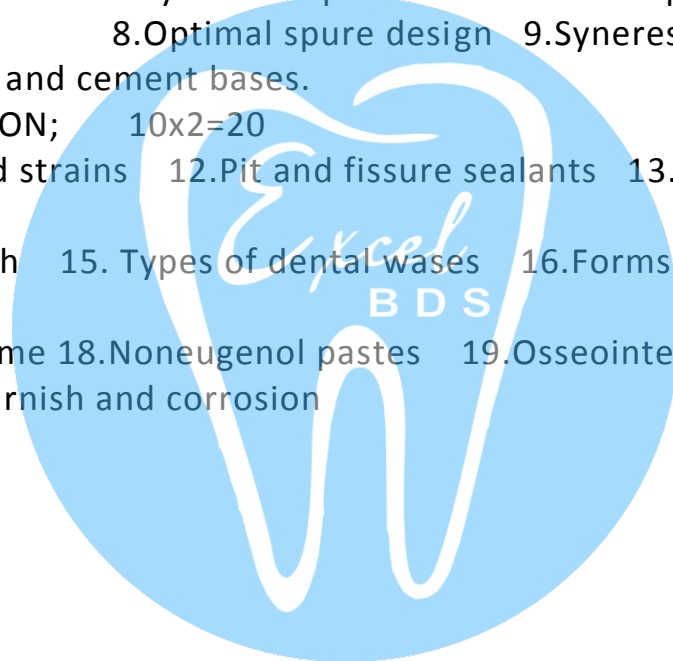 8.Optimal spure design 9.Syneres
and cement bases.
ON; 10x2=20
d strains 12.Pit and fissure sealants 13.
Excel
h 15. Types of dental wases 16.Forms
BDS
me 18.Noneugenol pastes 19.Osseointe
rnish and corrosion